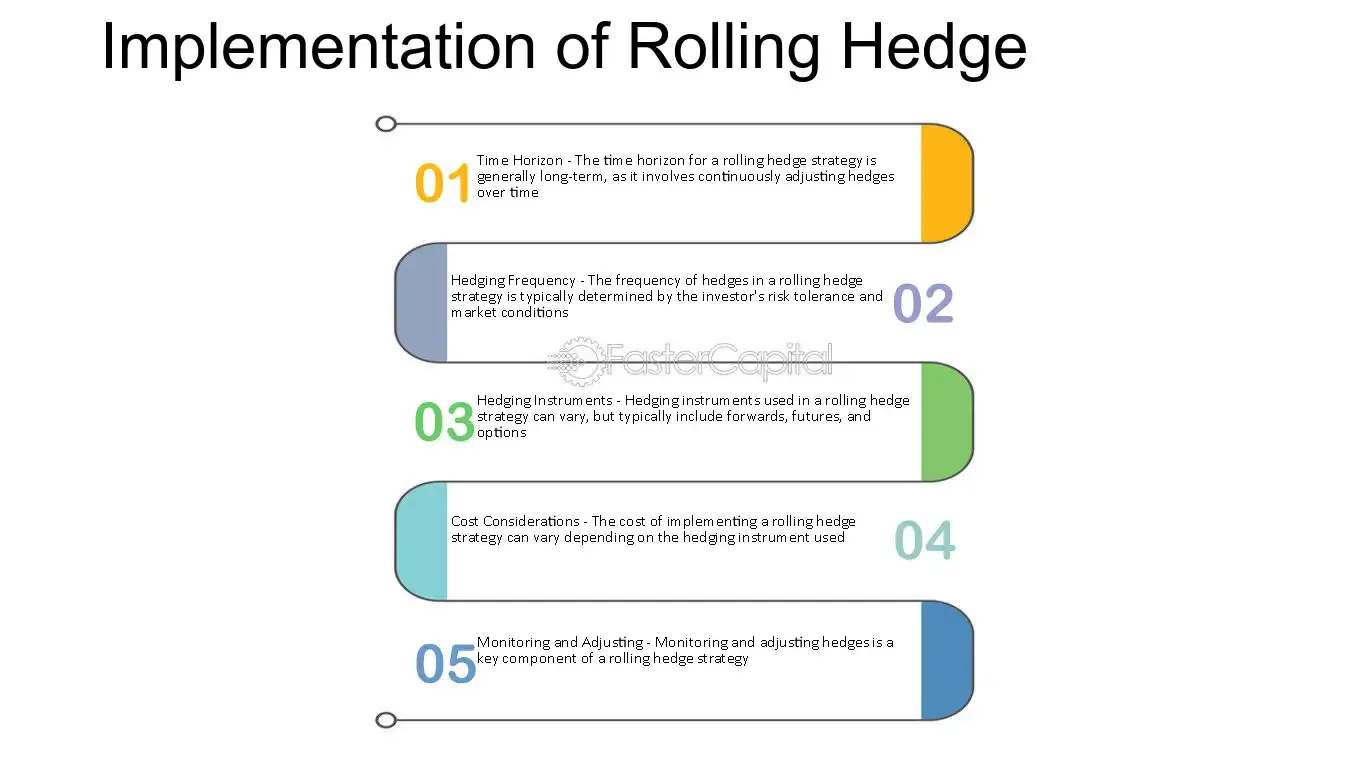 Implementation of Rolling Hedge
01
Time Horizon - The time horizon for a rolling hedge strategy is
generally long-term, as it involves continuously adjusting hedges
over time
Hedging Frequency - The frequency of hedges in a rolling hedge
strategy is typically determined by the investor's risk tolerance and
market conditions
02
FasterCapital
03
Hedging Instruments - Hedging instruments used in a rolling hedge
strategy can vary, but typically include forwards, futures, and
options
Cost Considerations - The cost of implementing a rolling hedge
strategy can vary depending on the hedging instrument used
04
05
Monitoring and Adjusting - Monitoring and adjusting hedges is a
key component of a rolling hedge strategy